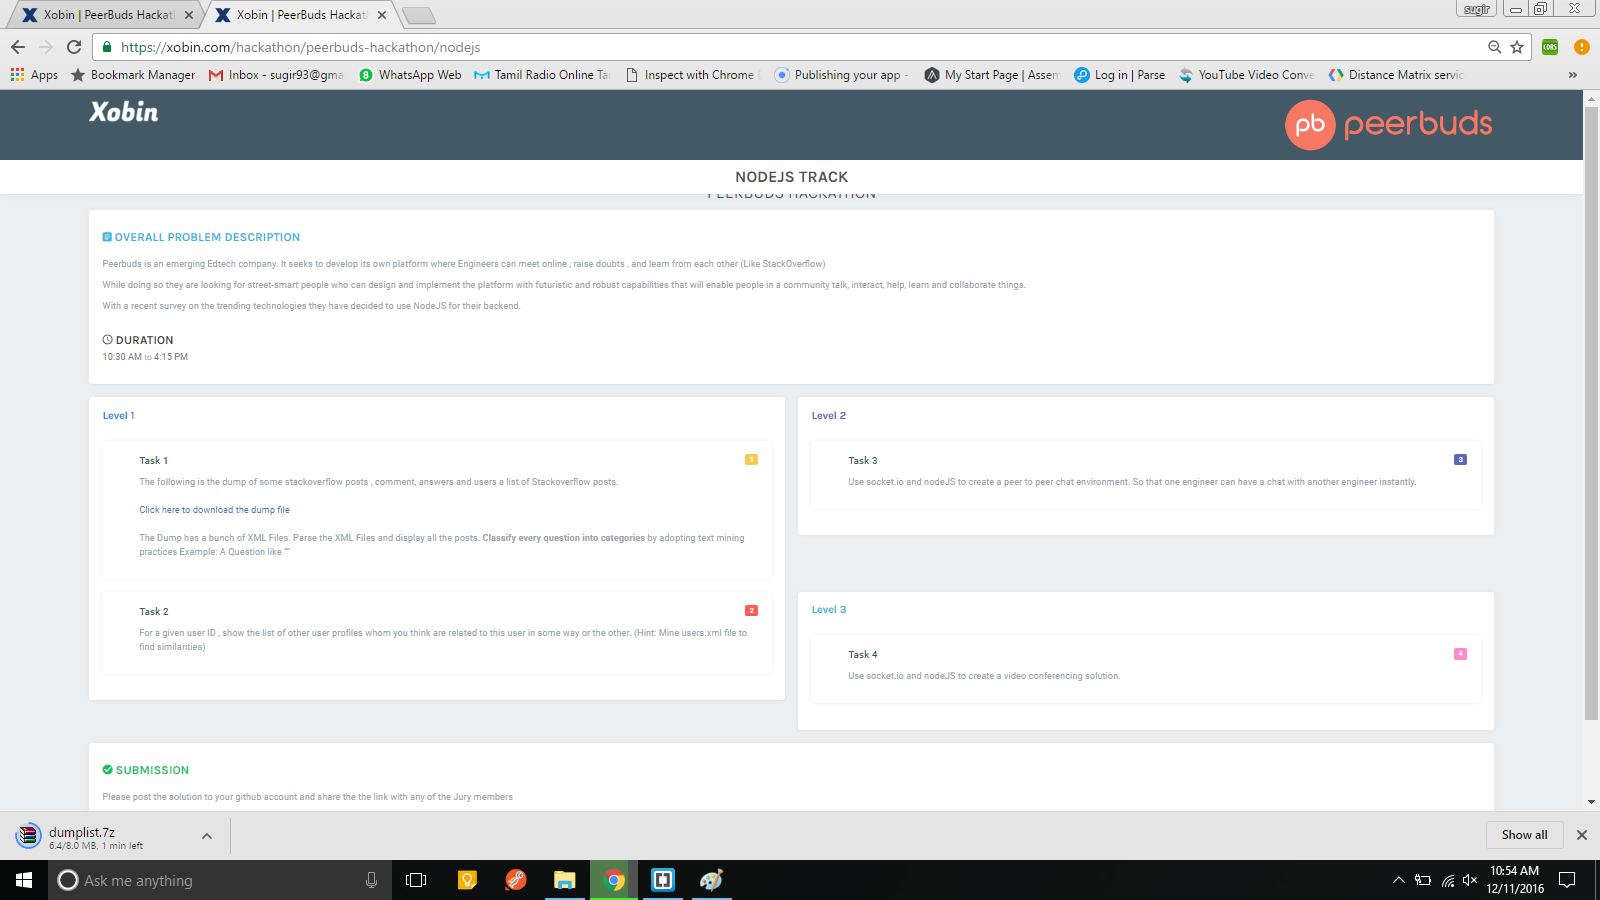 Xobin | PeerBuds Hackat
Xobin | PeerBuds Hackat
sugir
https://xobin.com/hackathon/peerbuds-hackathon/nodejs
CORS
Apps
Bookmark Manager
Inbox - sugir93@gma
WhatsApp Web
Tamil Radio Online Ta
Inspect with Chrome
Publishing your app -
My Start Page | Assem
Log in | Parse
YouTube Video Conve
Distance Matrix servic
»
Xobin
pb peerbuds
NODEJS TRACK
PEERBUDS HACKATHON
OVERALL PROBLEM DESCRIPTION
Peerbuds is an emerging Edtech company. It seeks to develop its own platform where Engineers can meet online , raise doubts , and learn from each other (Like StackOverflow)
While doing so they are looking for street-smart people who can design and implement the platform with futuristic and robust capabilities that will enable people in a community talk, interact, help, learn and collaborate things.
With a recent survey on the trending technologies they have decided to use NodeJS for their backend.
DURATION
10:30 AM to 4:15 PM
Level 1
Task 1
1
The following is the dump of some stackoverflow posts , comment, answers and users a list of Stackoverflow posts.
Click here to download the dump file
The Dump has a bunch of XML Files. Parse the XML Files and display all the posts. Classify every question into categories by adopting text mining
practices Example: A Question like ""
Task 2
2
For a given user ID , show the list of other user profiles whom you think are related to this user in some way or the other. (Hint: Mine users.xml file to
find similarities)
Level 2
Task 3
3
Use socket.io and nodeJS to create a peer to peer chat environment. So that one engineer can have a chat with another engineer instantly.
Level 3
Task 4
4
Use socket.io and nodeJS to create a video conferencing solution.
SUBMISSION
Please post the solution to your github account and share the the link with any of the Jury members
dumplist.7z
6.4/8.0 MB, 1 min left
Show all
Ask me anything
10:54 AM
12/11/2016